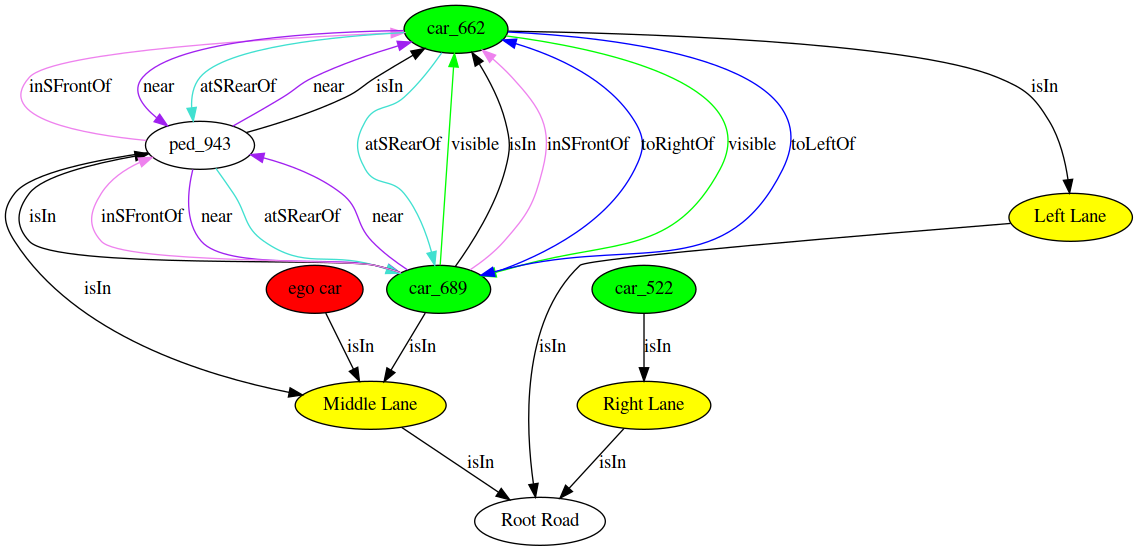 car_662
inSFrontOf near atSRearOf near isIn isIn
ped_943 atSRearOf visible isIn inSFrontOf toRightOf visible toLeftOf
isIn inSFrontOf near atSRearOf near Left Lane
isIn ego car car_689 car_522
isIn isIn isIn isIn
Middle Lane Right Lane
isIn isIn
Root Road